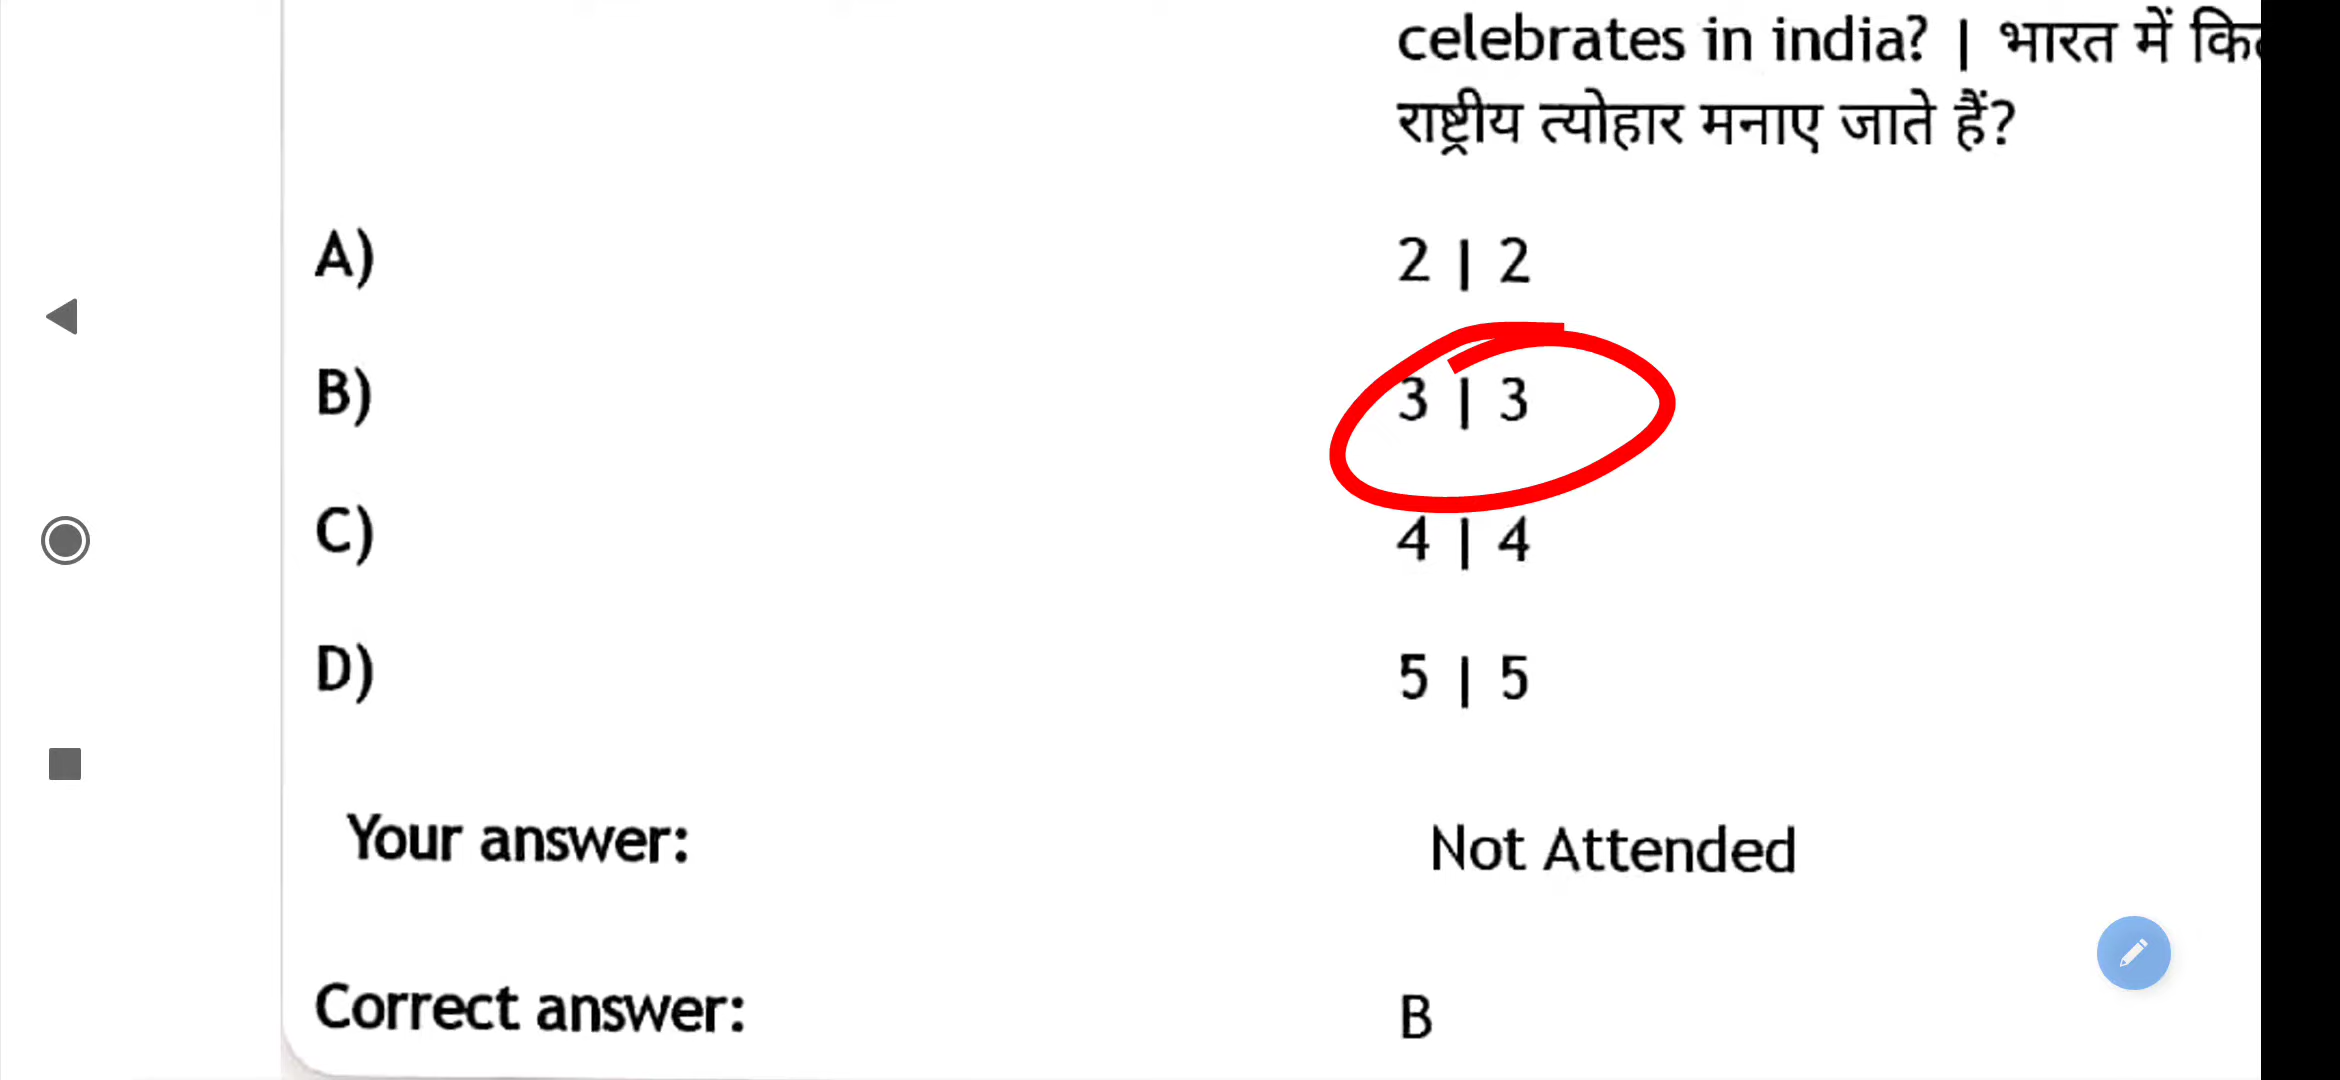 celebrates in india? | भारत में
राष्ट्रीय त्योहार मनाए जाते हैं?
A) 2 | 2
B) 3 | 3
C) 4 | 4
D) 5 | 5
Your answer: Not Attended
Correct answer: B